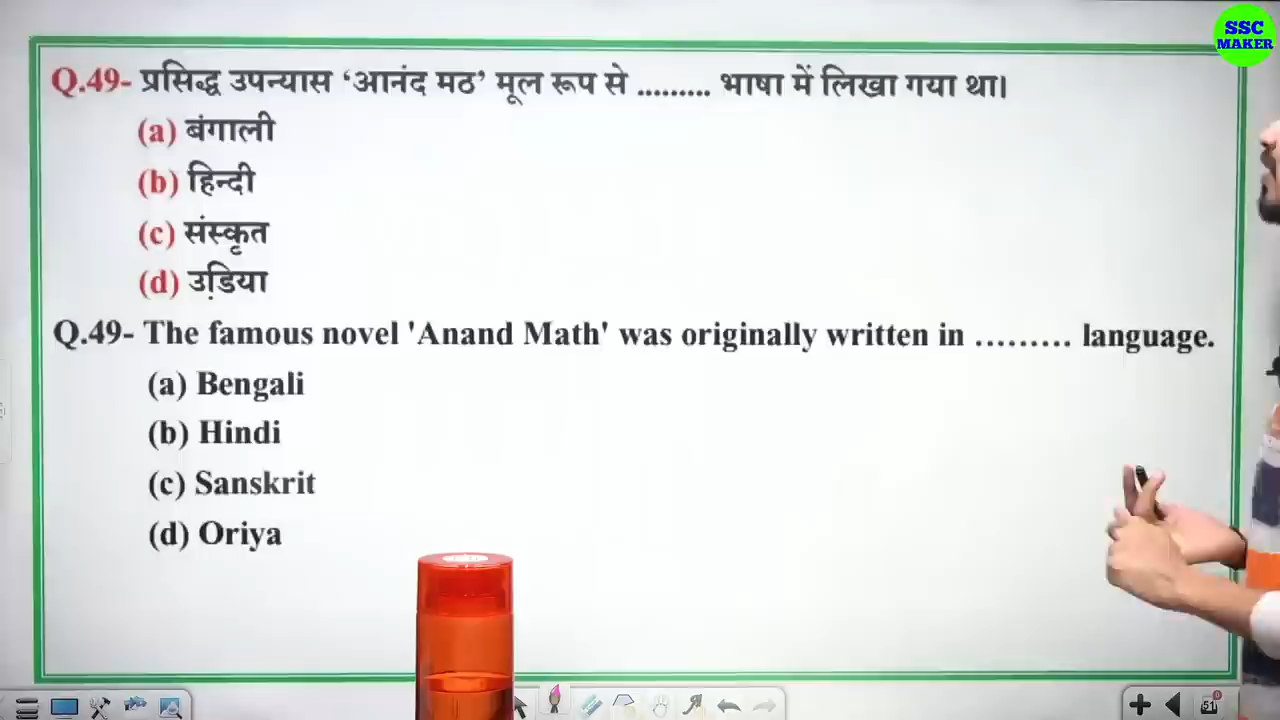 SSC
MAKER
Q.49- प्रसिद्ध उपन्यास ‘आनंद मठ’ मूल रूप से ......... भाषा में लिखा गया था।
(a) बंगाली
(b) हिन्दी
(c) संस्कृत
(d) उड़िया
Q.49- The famous novel 'Anand Math' was originally written in ......... language.
(a) Bengali
(b) Hindi
(c) Sanskrit
(d) Oriya
51